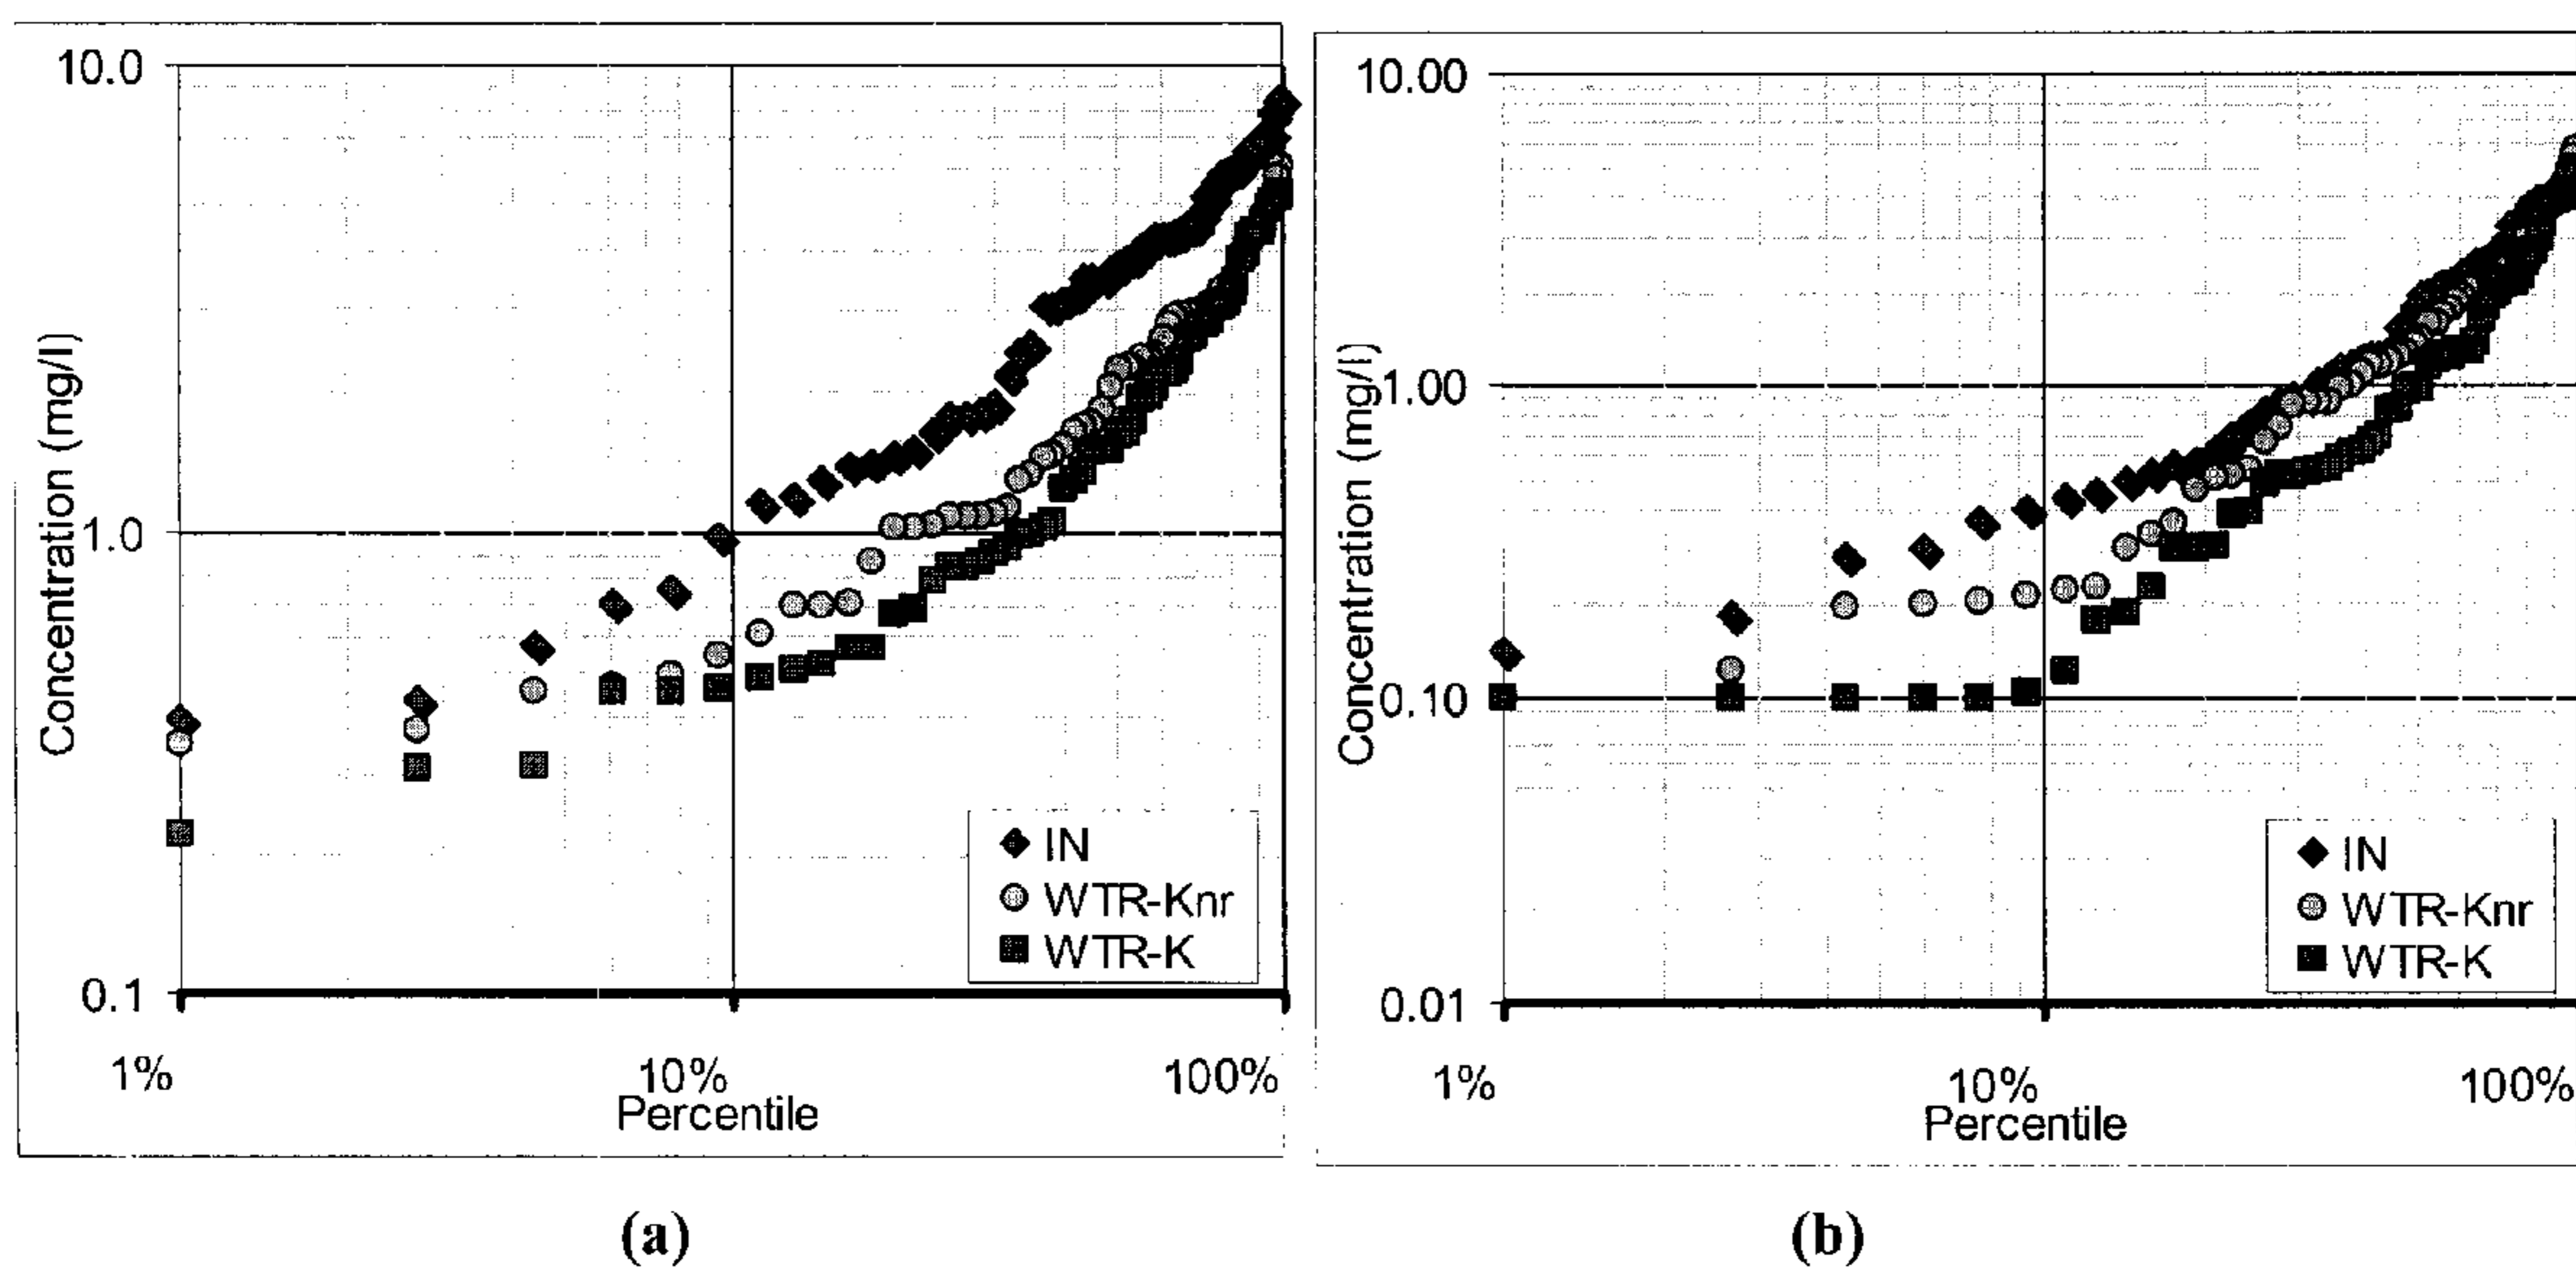 10.0
1.0
0.1
Concentration (mg/l)
1%
10%
100%
Percentile
IN
WTR-Knr
WTR-K
(a)
10.00
1.00
0.10
0.01
Concentration (mg/l)
1%
10%
100%
Percentile
IN
WTR-Knr
WTR-K
(b)